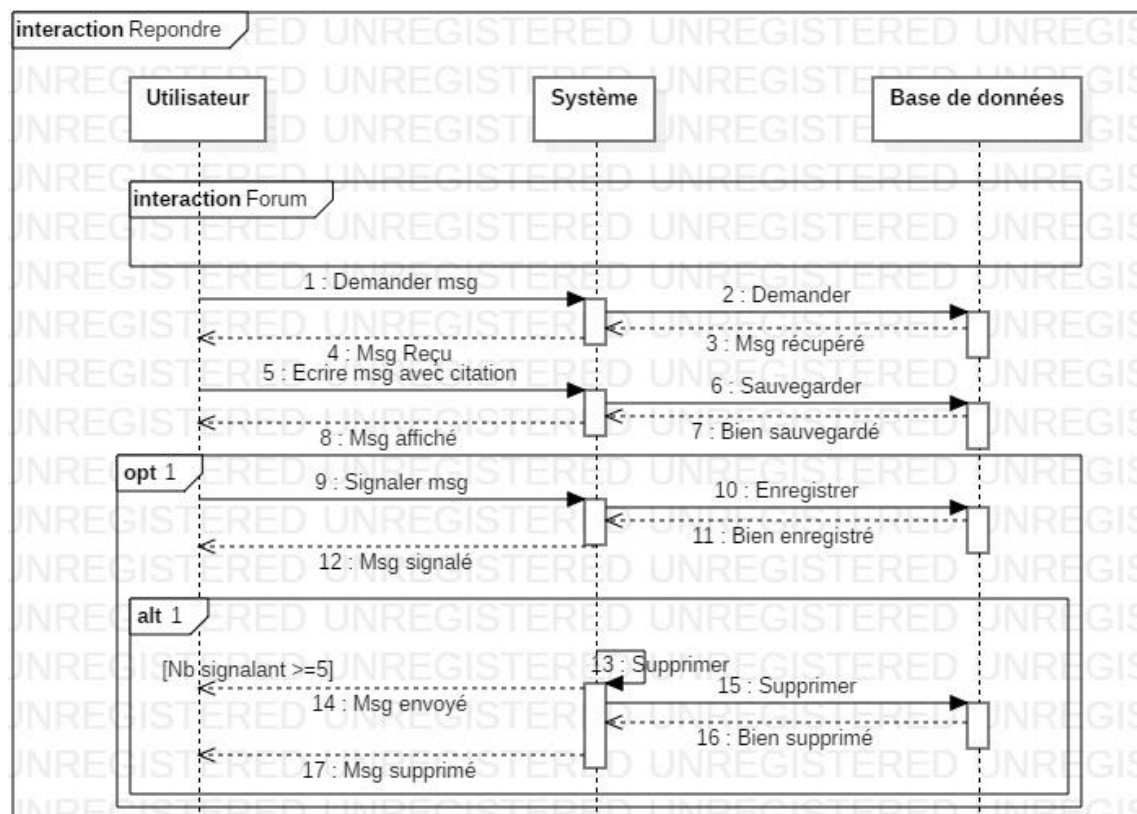 interaction Repondre
Utilisateur
Système
Base de données
interaction Forum
1 : Demander msg
2 : Demander
3 : Msg récupéré
4 : Msg Reçu
5 : Ecrire msg avec citation
6 : Sauvegarder
7 : Bien sauvegardé
8 : Msg affiché
opt 1
9 : Signaler msg
10 : Enregistrer
11 : Bien enregistré
12 : Msg signalé
alt 1
[Nb signalant >=5]
13 : Supprimer
14 : Msg envoyé
15 : Supprimer
16 : Bien supprimé
17 : Msg supprimé
UNREGISTERED